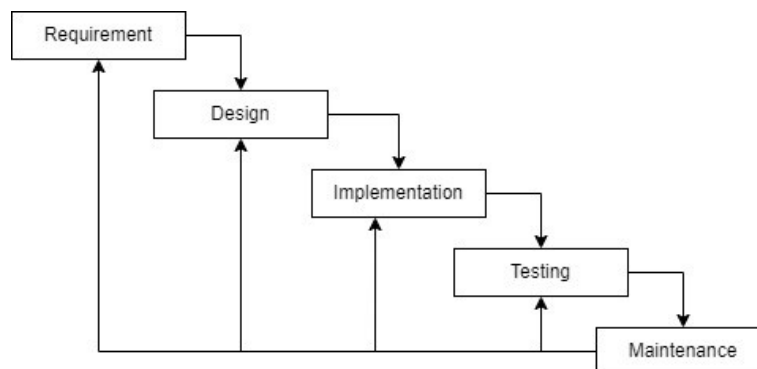 Requirement
Design
Implementation
Testing
Maintenance